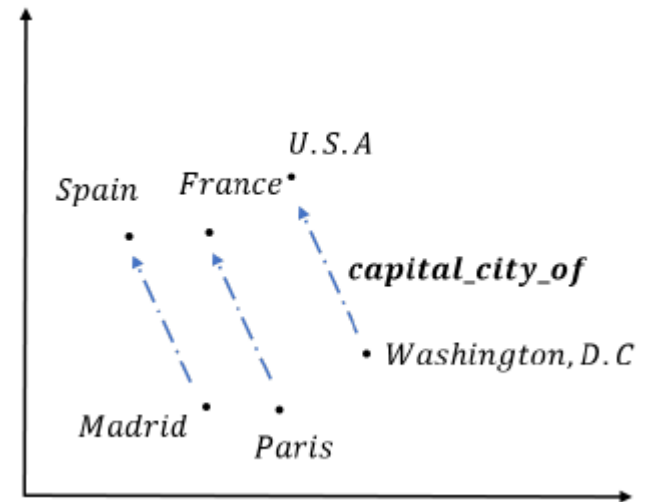 U.S.A
Spain
France
capital_city_of
Washington, D.C
Madrid
Paris